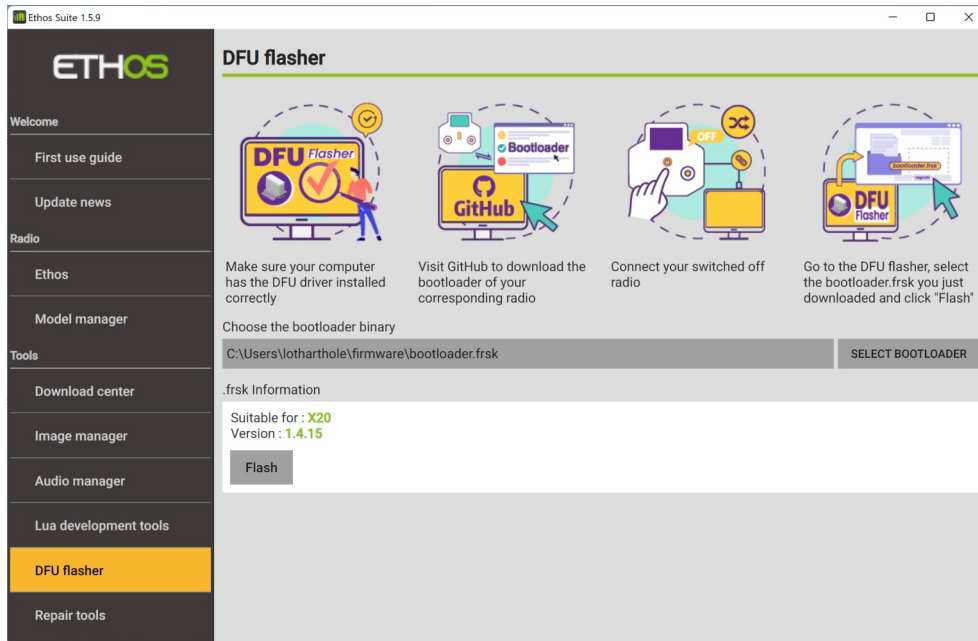 Ethos Suite 1.5.9
ETHOS
Welcome
First use guide
Update news
Radio
Ethos
Model manager
Tools
Download center
Image manager
Audio manager
Lua development tools
DFU flasher
Repair tools
DFU flasher
DFU Flasher
Bootloader
GitHub
OFF
bootloader.frsk
DFU
Flasher
Make sure your computer
has the DFU driver installed
correctly
Visit GitHub to download the
bootloader of your
corresponding radio
Connect your switched off
radio
Go to the DFU flasher, select
the bootloader.frsk you just
downloaded and click "Flash"
Choose the bootloader binary
C:\Users\lotharthole\firmware\bootloader.frsk
SELECT BOOTLOADER
.frsk Information
Suitable for : X20
Version : 1.4.15
Flash